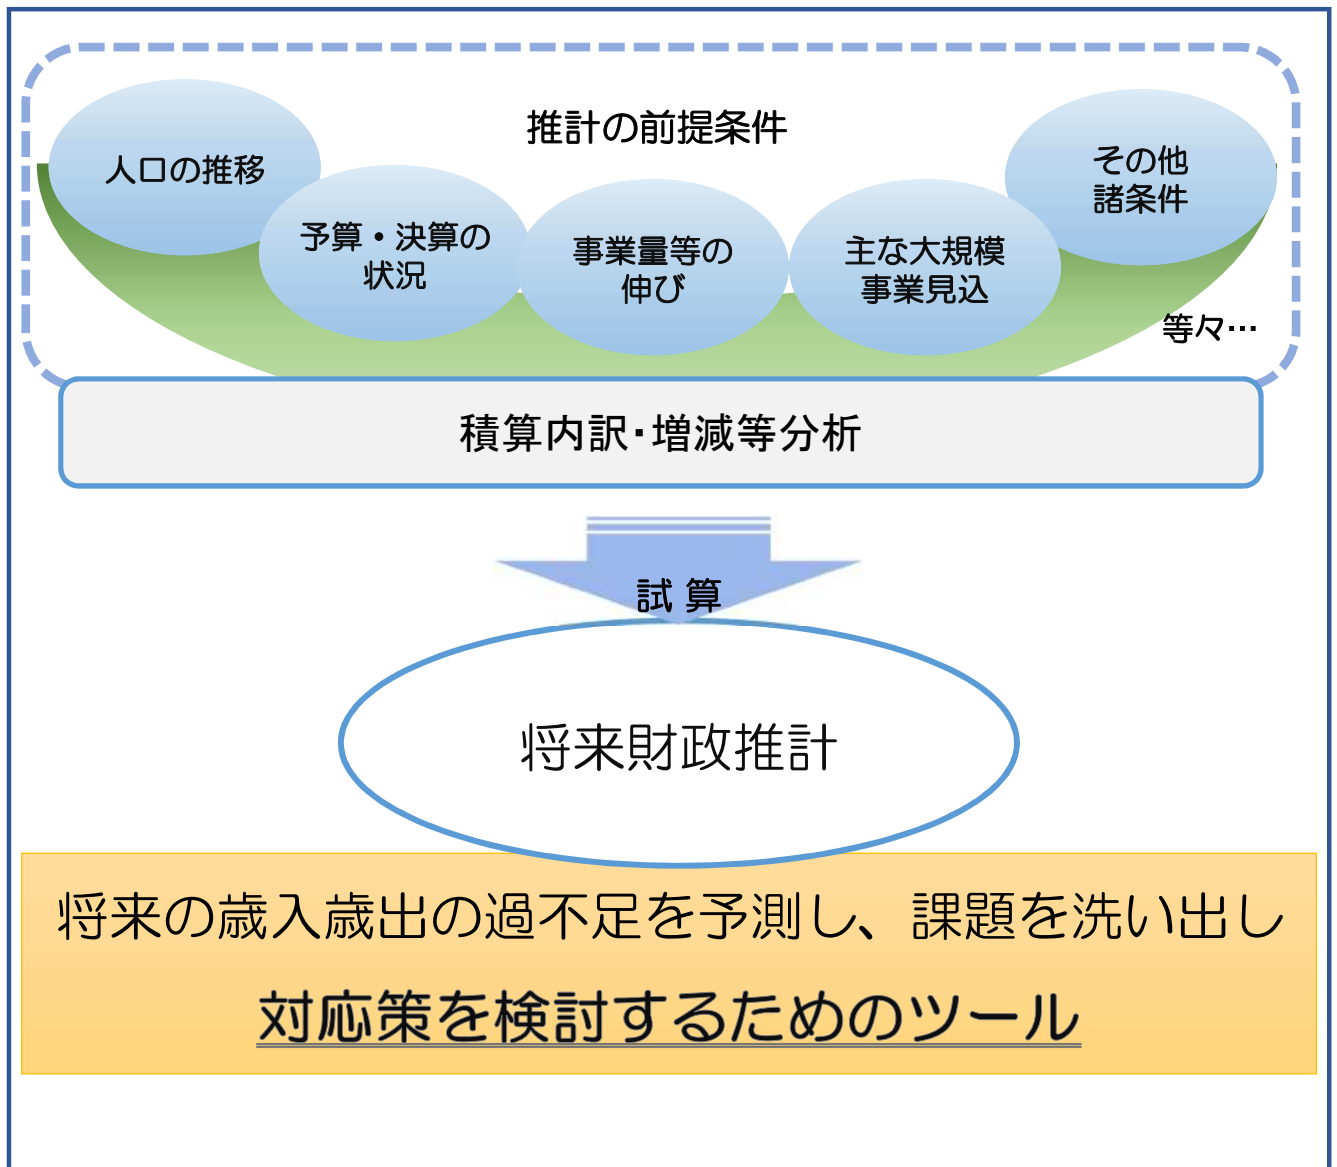 推計の前提条件
人口の推移
予算・決算の
状況
事業量等の
伸び
主な大規模
事業見込
その他
諸条件
等々…
積算内訳・増減等分析
試 算
将来財政推計
将来の歳入歳出の過不足を予測し、課題を洗い出し
対応策を検討するためのツール